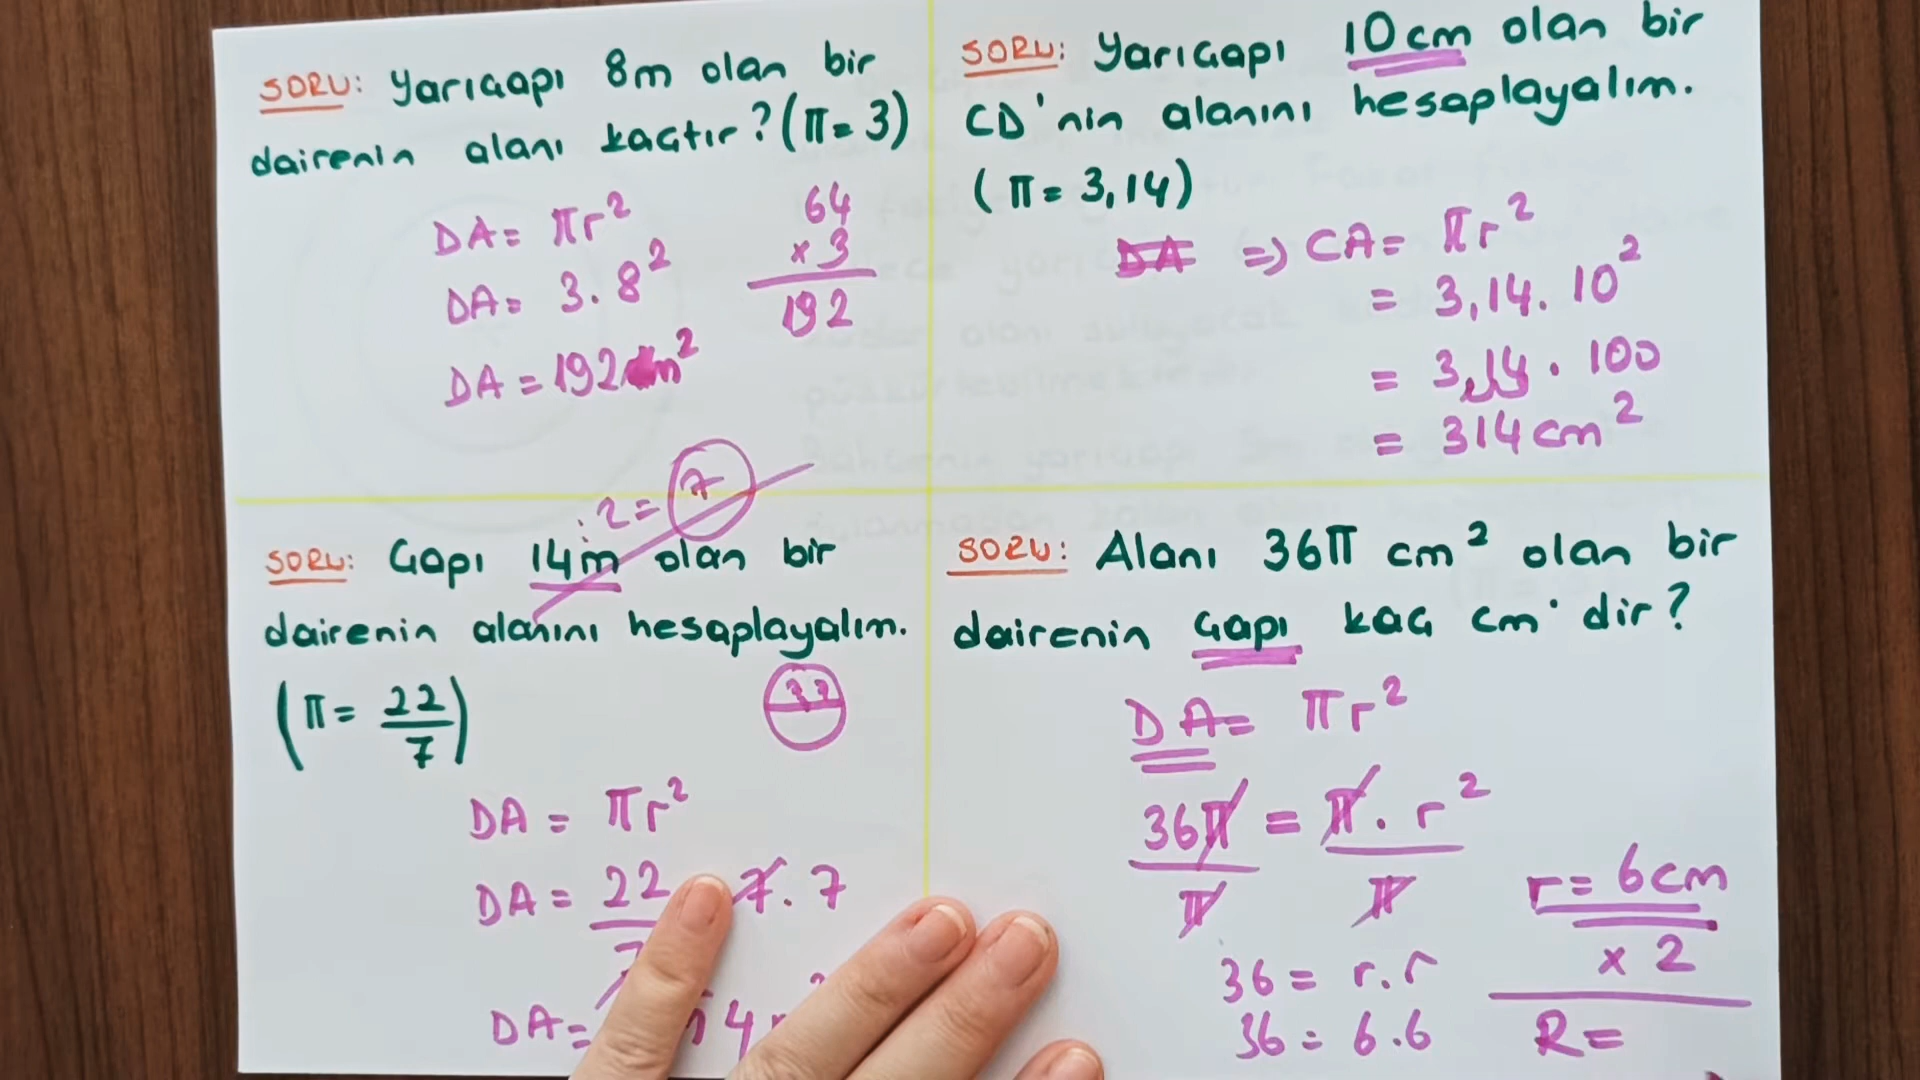 SORU: Yarıçapı 8m olan bir
dairenin alanı kaçtır? (π = 3)
DA = πr²
DA = 3.8²
DA = 192 m²
64
x 3
192
SORU: Yarıçapı 10cm olan bir
CD'nin alanını hesaplayalım.
(π = 3,14)
DA ⇒ ÇA = πr²
= 3,14. 10²
= 3,14 . 100
= 314 cm²
:2 = 7
SORU: Çapı 14m olan bir
dairenin alanını hesaplayalım.
(π = 22/7)
DA = πr²
DA = 22/7 7.7
DA =
SORU: Alanı 36π cm² olan bir
dairenin çapı kaç cm'dir?
DA = πr²
36π/π = π.r²/π
36 = r.r
36 = 6.6
r = 6cm
x 2
R =